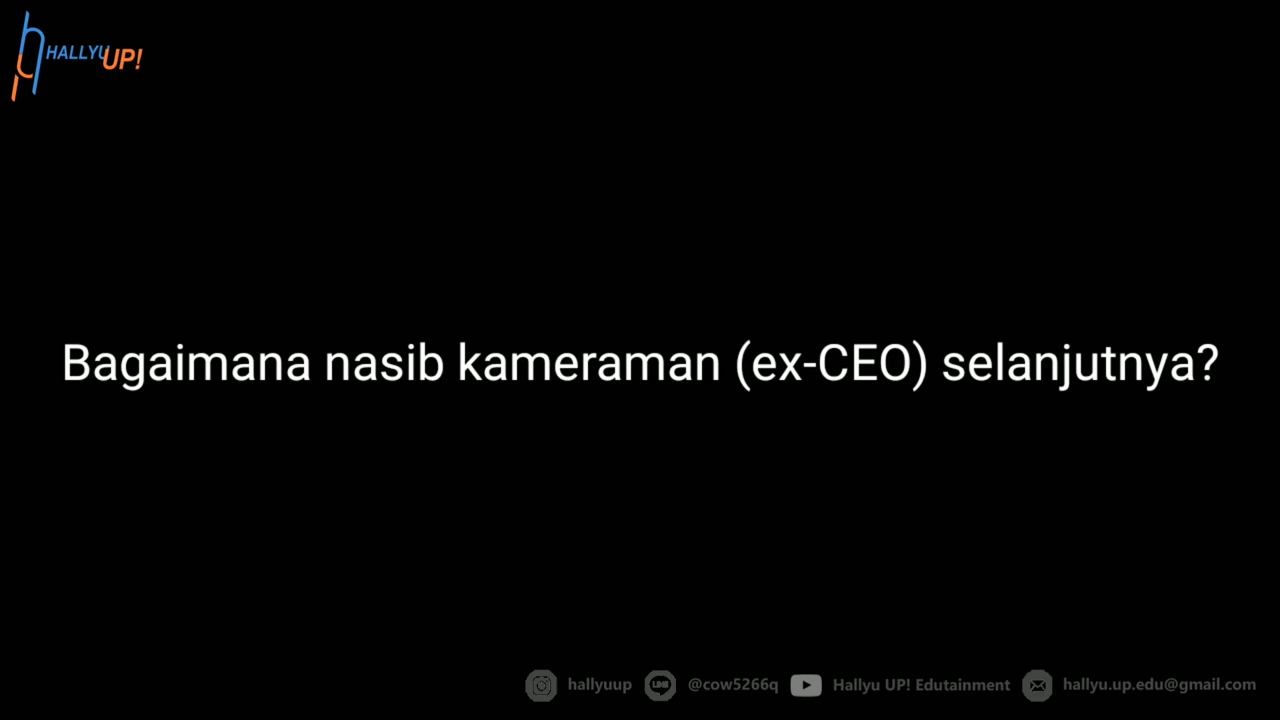 HALLYU UP!
Bagaimana nasib kameraman (ex-CEO) selanjutnya?
hallyuup @cow5266q Hallyu UP! Edutainment hallyu.up.edu@gmail.com